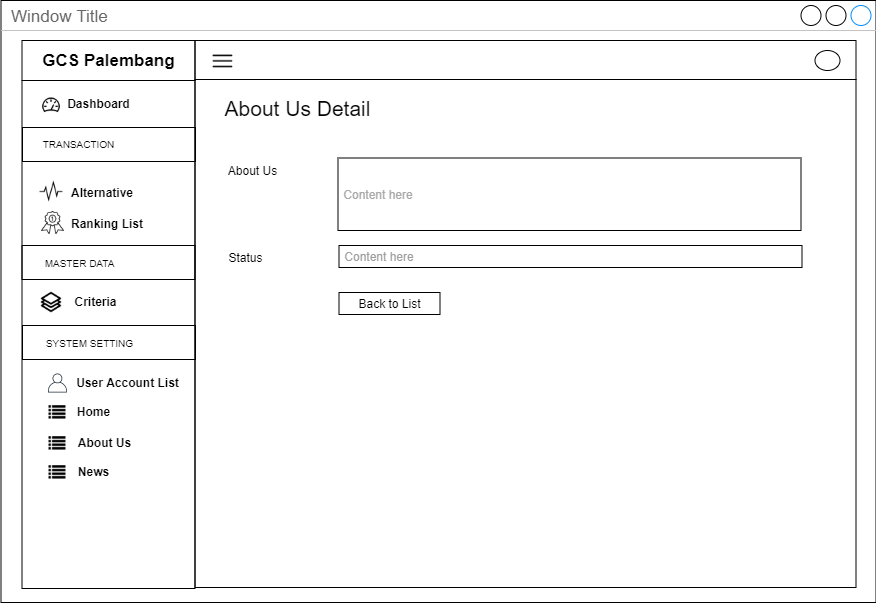 Window Title
GCS Palembang
Dashboard
TRANSACTION
Alternative
Ranking List
MASTER DATA
Criteria
SYSTEM SETTING
User Account List
Home
About Us
News
About Us Detail
About Us
Content here
Status
Content here
Back to List